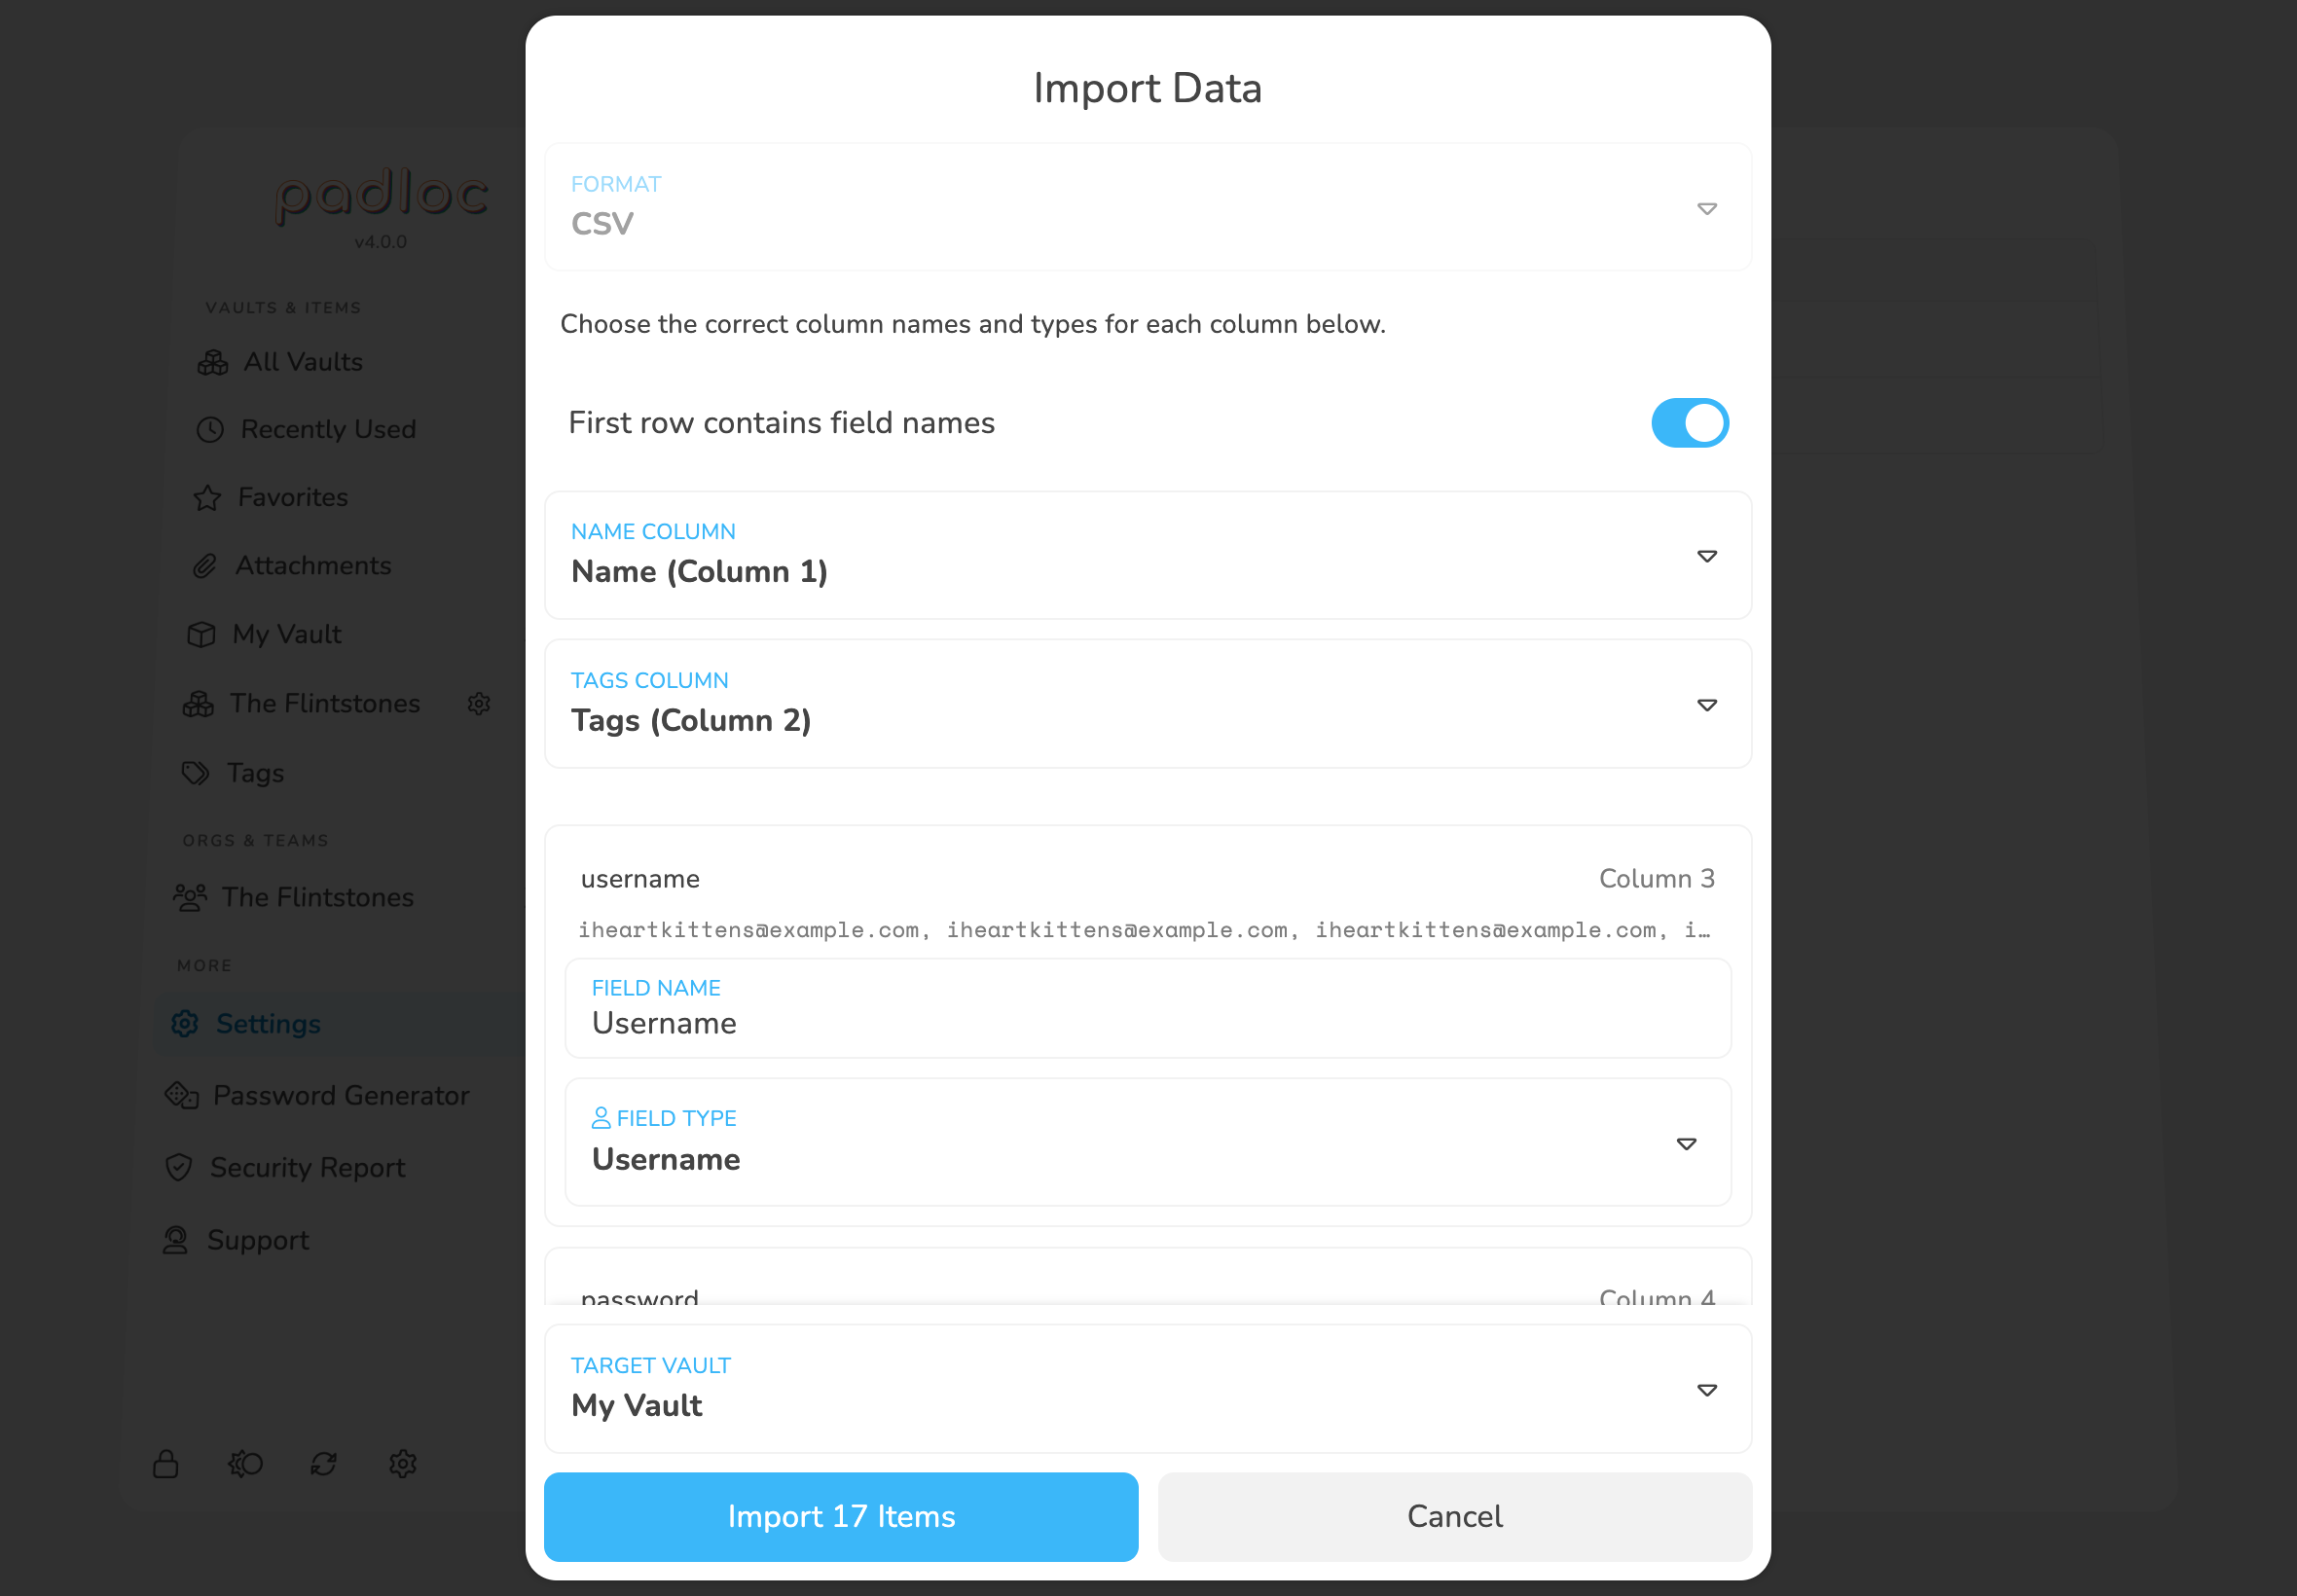 padloc
v4.0.0
VAULTS & ITEMS
All Vaults
Recently Used
Favorites
Attachments
My Vault
The Flintstones
Tags
ORGS & TEAMS
The Flintstones
MORE
Settings
Password Generator
Security Report
Support
Import Data
FORMAT
CSV
Choose the correct column names and types for each column below.
First row contains field names
NAME COLUMN
Name (Column 1)
TAGS COLUMN
Tags (Column 2)
username Column 3
iheartkittens@example.com, iheartkittens@example.com, iheartkittens@example.com, i…
FIELD NAME
Username
FIELD TYPE
Username
password Column 4
TARGET VAULT
My Vault
Import 17 Items Cancel